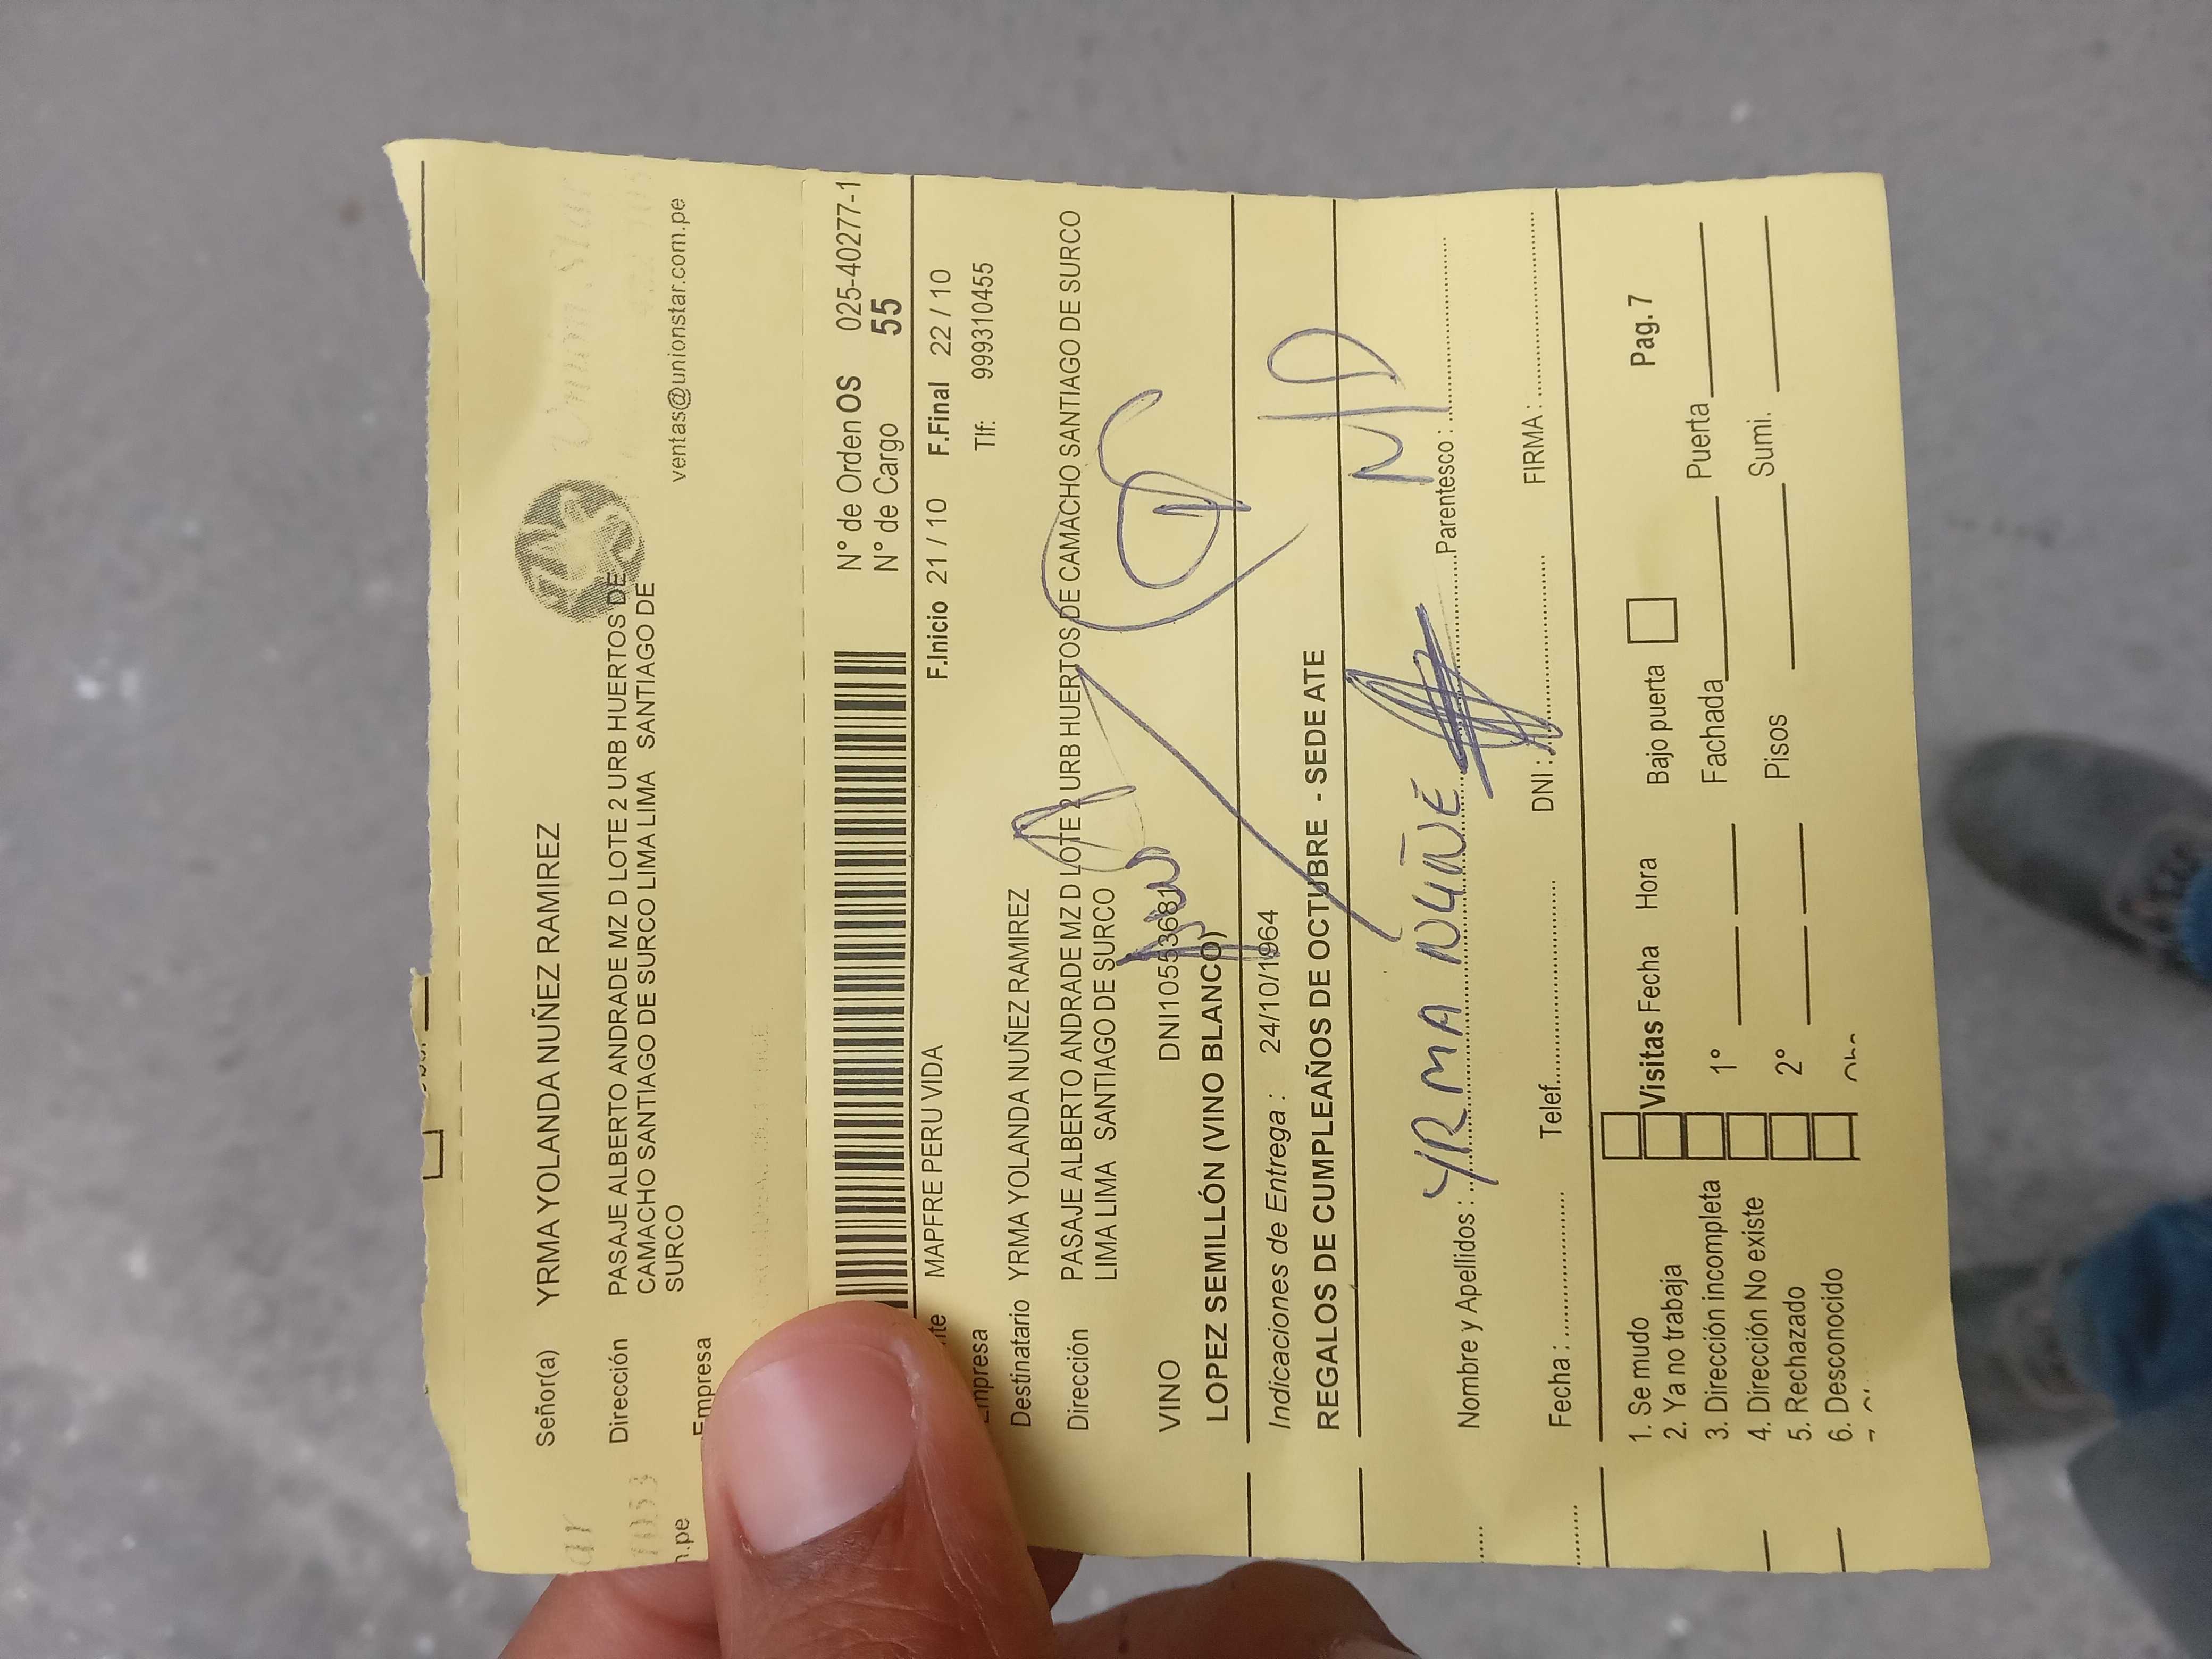 Señor(a) YRMA YOLANDA NUÑEZ RAMIREZ
Dirección PASAJE ALBERTO ANDRADE MZ D LOTE 2 URB HUERTOS DE
CAMACHO SANTIAGO DE SURCO LIMA LIMA SANTIAGO DE
SURCO
ventas@unionstar.com.pe
Empresa
n.pe
N° de Orden OS 025-40277-1
N° de Cargo 55
MAPFRE PERU VIDA F.Inicio 21 / 10 F.Final 22 / 10
Empresa Tlf: 999310455
Destinatario YRMA YOLANDA NUÑEZ RAMIREZ
Dirección PASAJE ALBERTO ANDRADE MZ D LOTE 2 URB HUERTOS DE CAMACHO SANTIAGO DE SURCO
LIMA LIMA SANTIAGO DE SURCO
VINO DNI10553681
LOPEZ SEMILLÓN (VINO BLANCO)
Indicaciones de Entrega : 24/10/1964
REGALOS DE CUMPLEAÑOS DE OCTUBRE - SEDE ATE
Nombre y Apellidos : YRMA NUÑE Parentesco :
Fecha : Telef. DNI : FIRMA :
1. Se mudo Visitas Fecha Hora Bajo puerta Pag. 7
2. Ya no trabaja
3. Dirección incompleta 1° Fachada Puerta
4. Dirección No existe
5. Rechazado 2° Pisos Sumi.
6. Desconocido